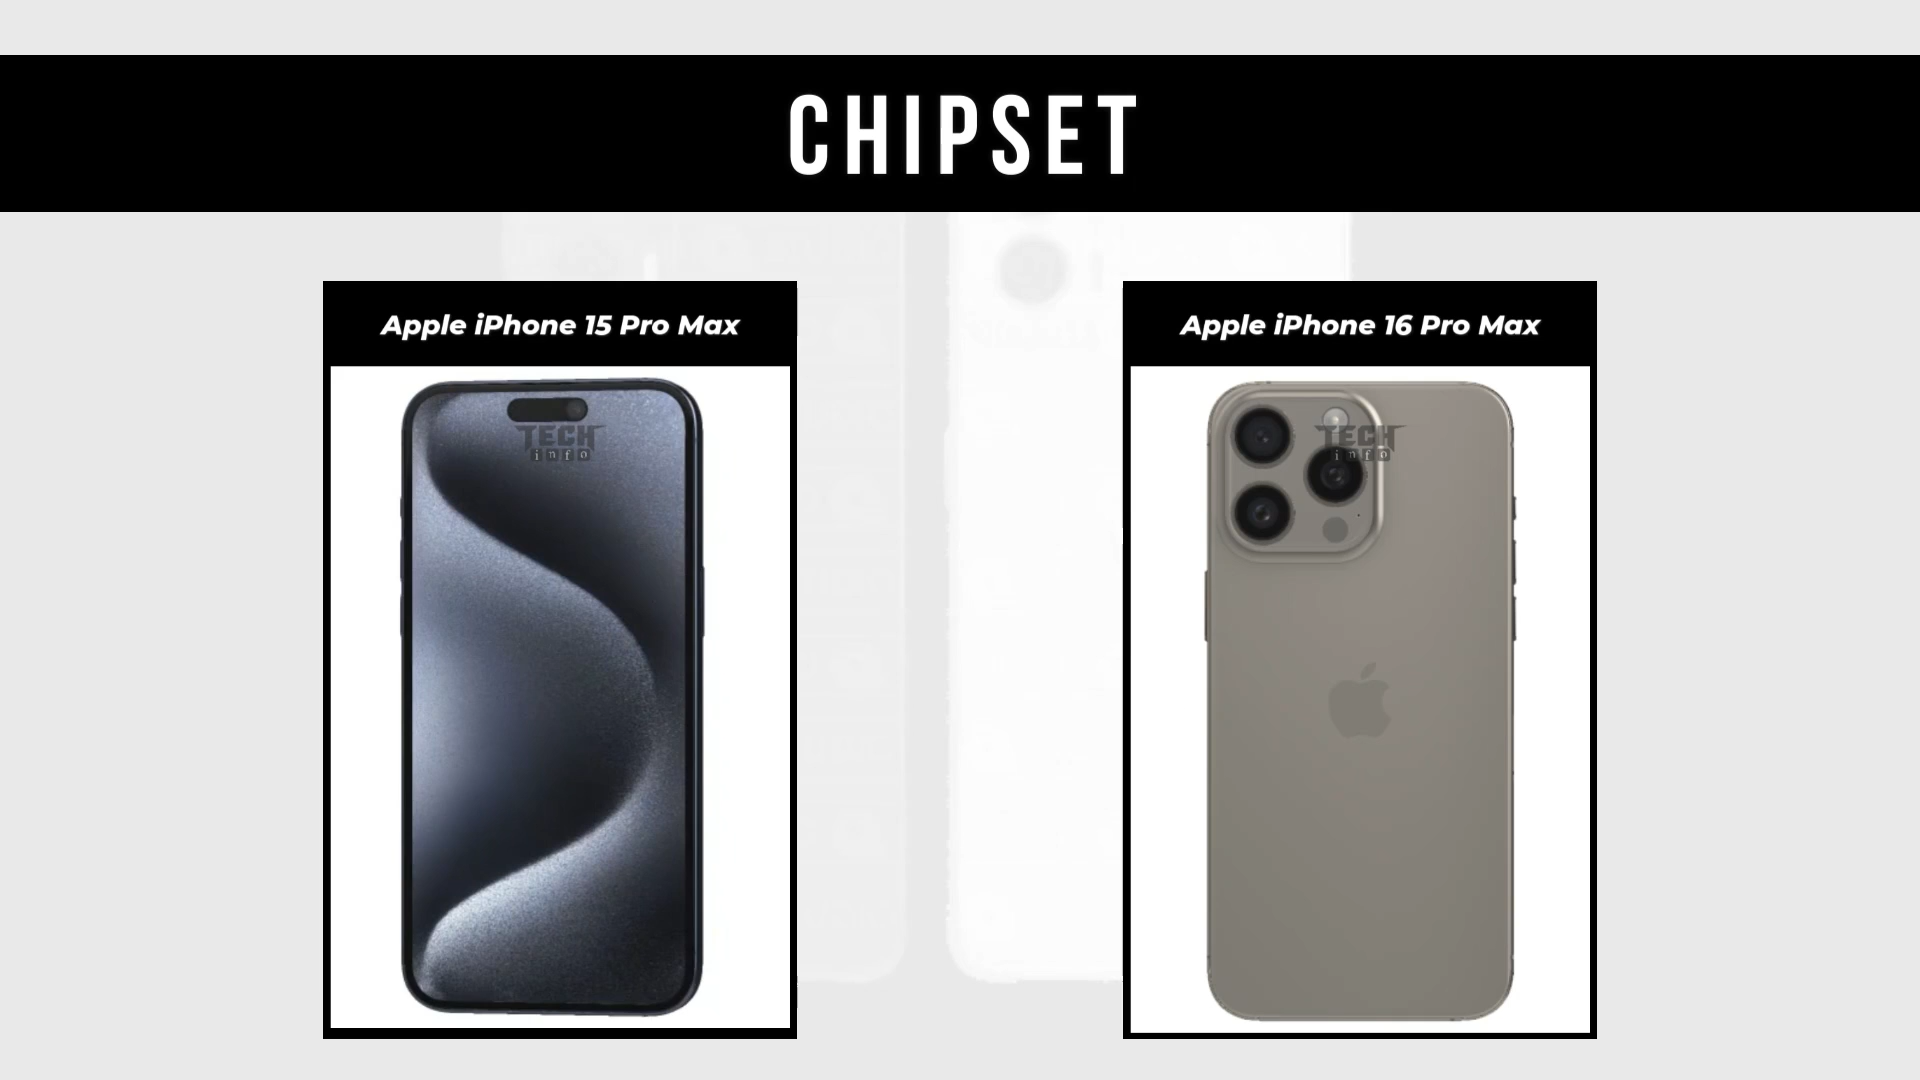 CHIPSET
Apple iPhone 15 Pro Max
Apple iPhone 16 Pro Max
TECH
info
TECH
info